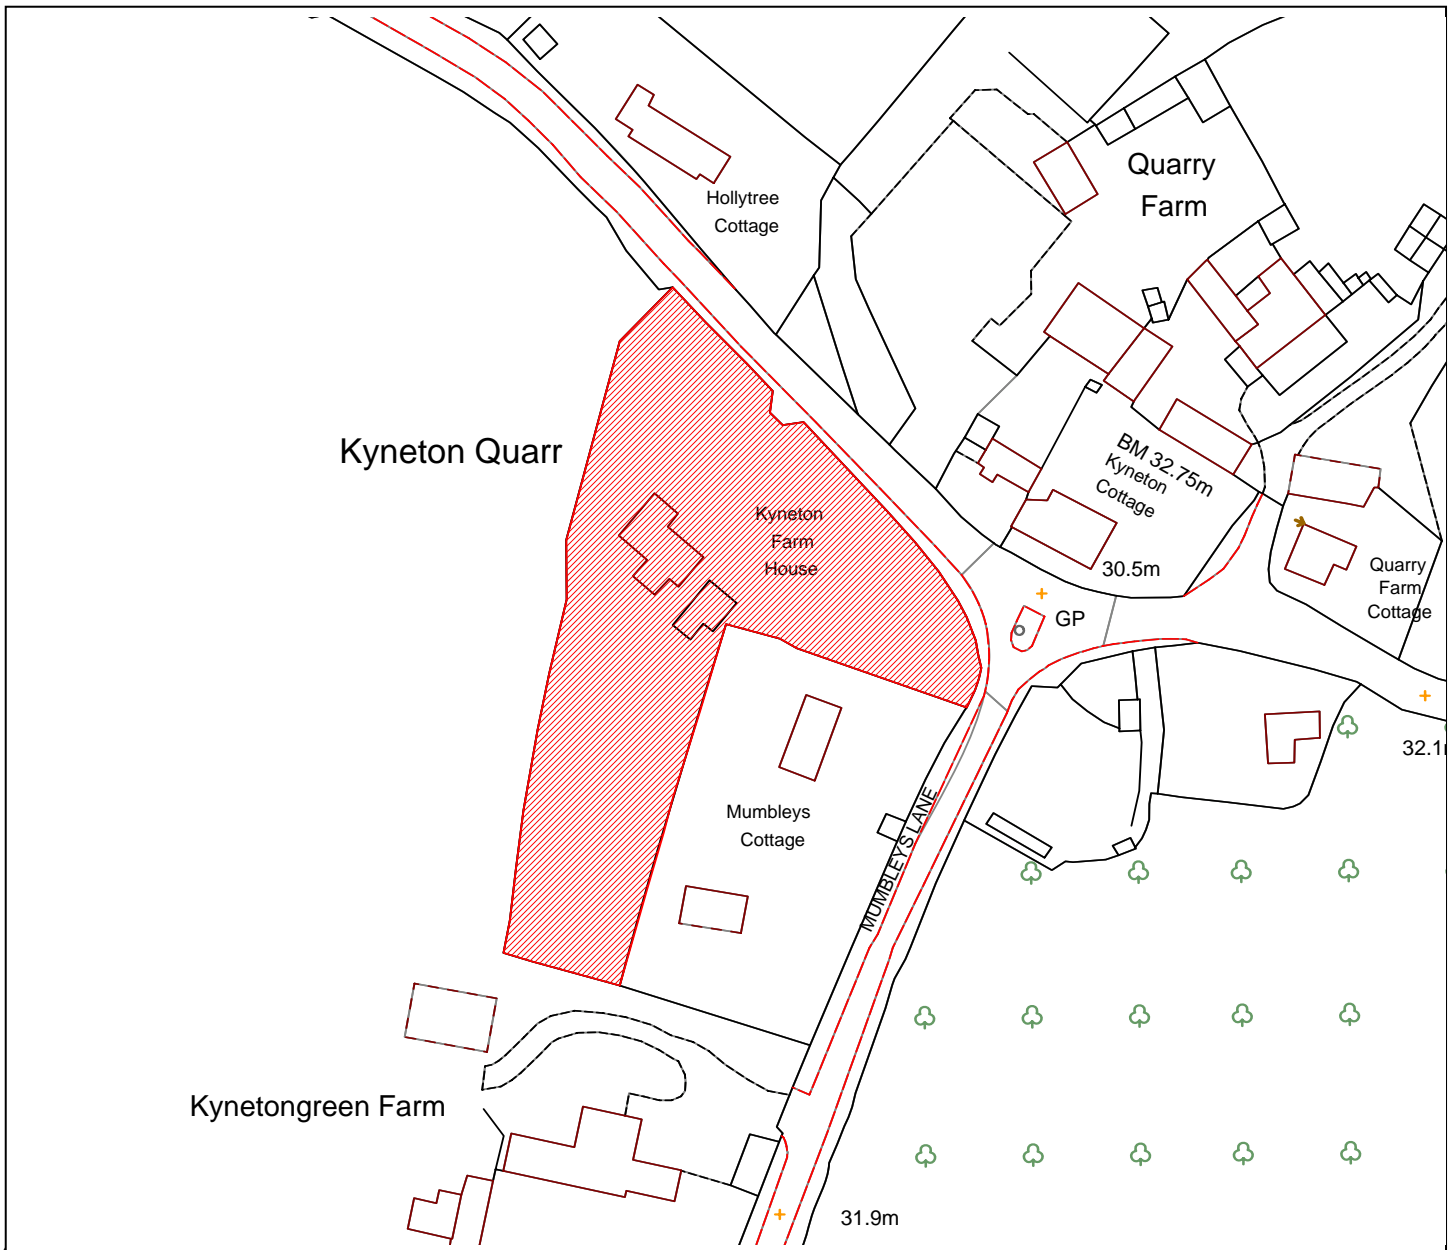 Quarry
Farm
Hollytree
Cottage
Kyneton Quarr
BM 32.75m
Kyneton
Cottage
Kyneton
Farm
House
30.5m
Quarry
Farm
Cottage
GP
32.1
Mumbleys
Cottage
MUMBLEYS LANE
Kynetongreen Farm
31.9m